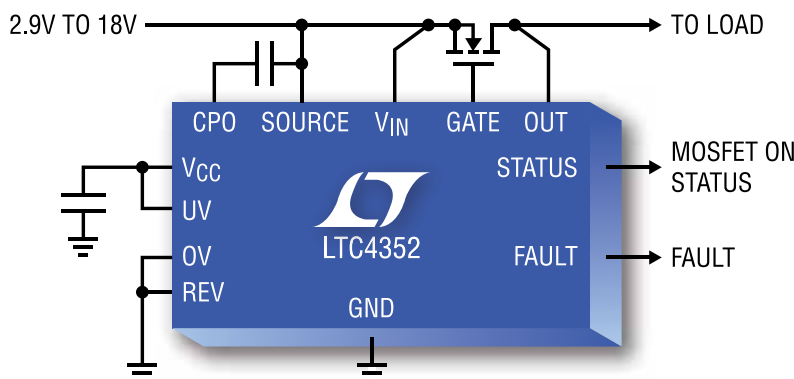 2.9V TO 18V
TO LOAD
CPO SOURCE VIN GATE OUT
VCC
STATUS
MOSFET ON
STATUS
UV
LTC4352
OV
FAULT
FAULT
REV
GND